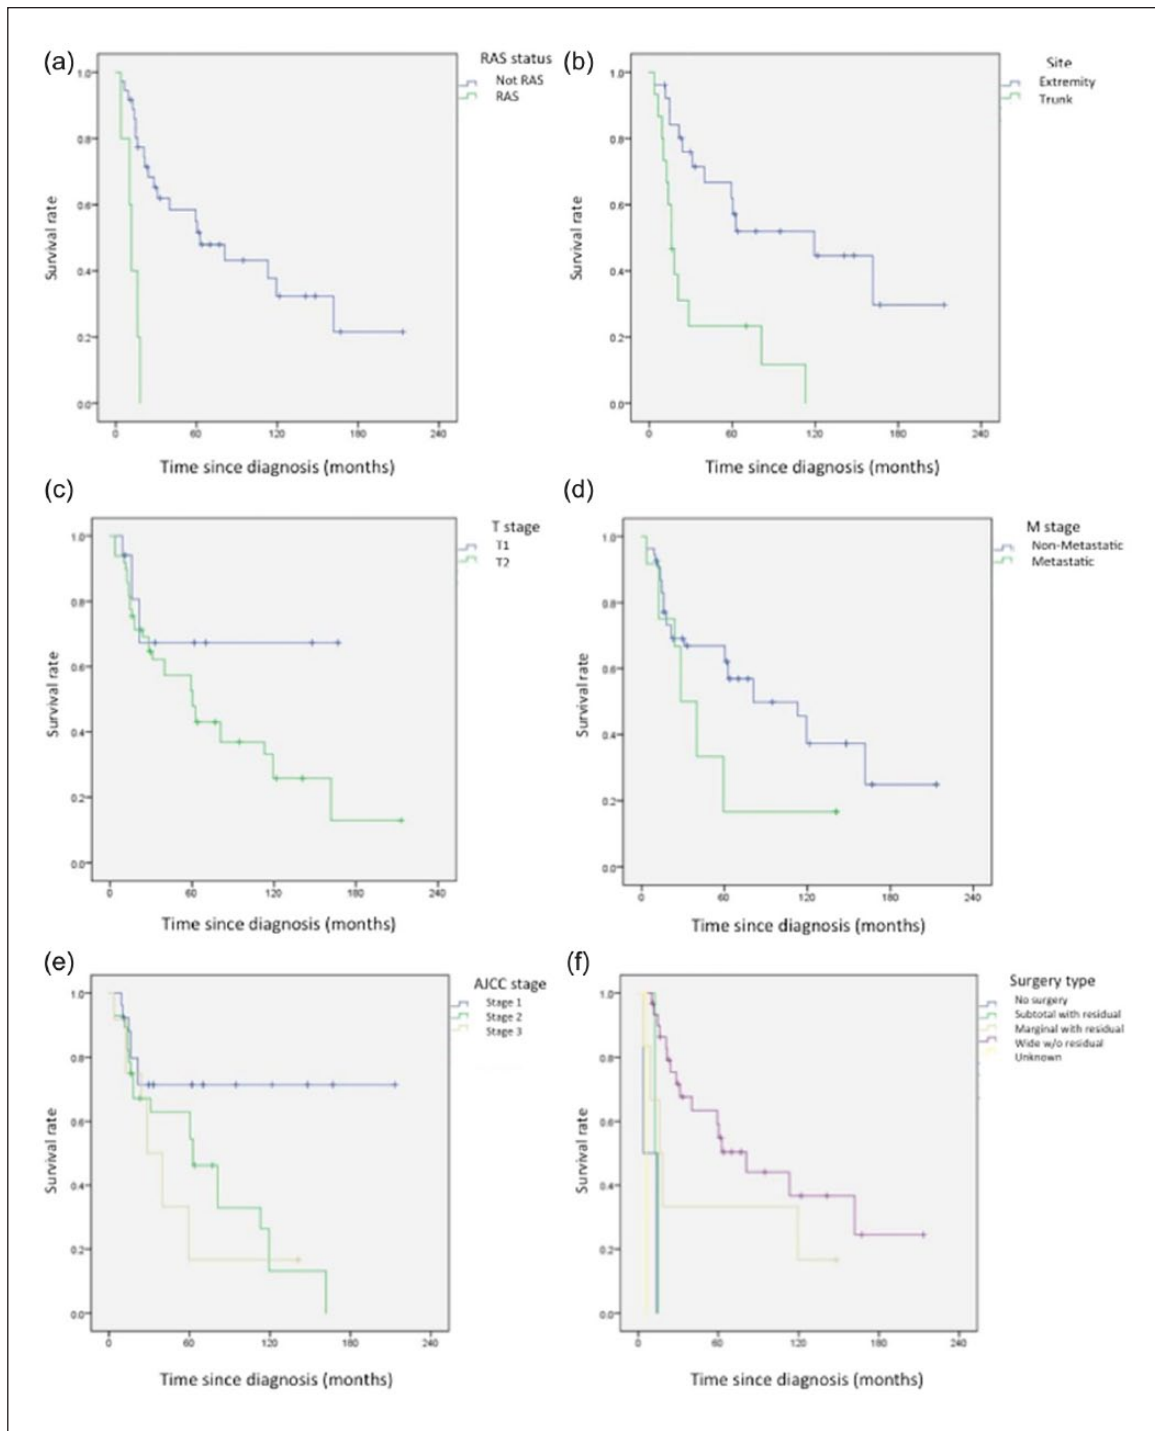 (a)
RAS status
Not RAS
RAS
1.0
0.8
0.6
0.4
0.2
0.0
Survival rate
0 60 120 180 240
Time since diagnosis (months)
(b)
Site
Extremity
Trunk
1.0
0.8
0.6
0.4
0.2
0.0
Survival rate
0 60 120 180 240
Time since diagnosis (months)
(c)
T stage
T1
T2
1.0
0.8
0.6
0.4
0.2
0.0
Survival rate
0 60 120 180 240
Time since diagnosis (months)
(d)
M stage
Non-Metastatic
Metastatic
1.0
0.8
0.6
0.4
0.2
0.0
Survival rate
0 60 120 180 240
Time since diagnosis (months)
(e)
AJCC stage
Stage 1
Stage 2
Stage 3
1.0
0.8
0.6
0.4
0.2
0.0
Survival rate
0 60 120 180 240
Time since diagnosis (months)
(f)
Surgery type
No surgery
Subtotal with residual
Marginal with residual
Wide w/o residual
Unknown
1.0
0.8
0.6
0.4
0.2
0.0
Survival rate
0 60 120 180 240
Time since diagnosis (months)